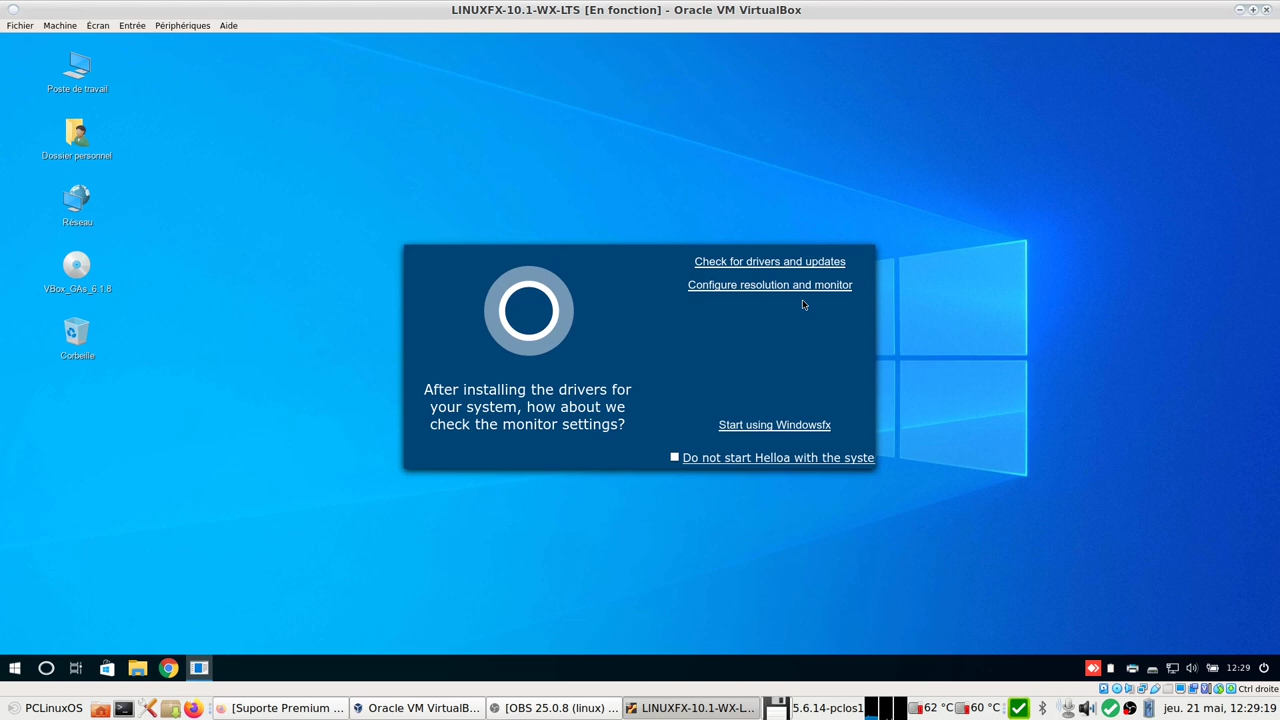 LINUXFX-10.1-WX-LTS [En fonction] - Oracle VM VirtualBox
Fichier Machine Écran Entrée Périphériques Aide
Poste de travail
Dossier personnel
Réseau
VBox_GAs_6.1.8
Corbeille
Check for drivers and updates
Configure resolution and monitor
After installing the drivers for
your system, how about we
check the monitor settings?
Start using Windowsfx
Do not start Helloa with the syste
12:29
Ctrl droite
PCLinuxOS [Suporte Premium ... Oracle VM VirtualB... [OBS 25.0.8 (linux) ... LINUXFX-10.1-WX-L... 5.6.14-pclos1 62 °C 60 °C jeu. 21 mai, 12:29:19